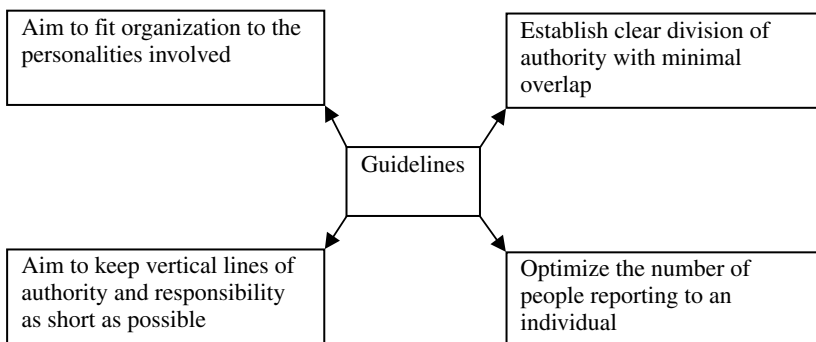 Aim to fit organization to the
personalities involved
Establish clear division of
authority with minimal
overlap
Guidelines
Aim to keep vertical lines of
authority and responsibility
as short as possible
Optimize the number of
people reporting to an
individual